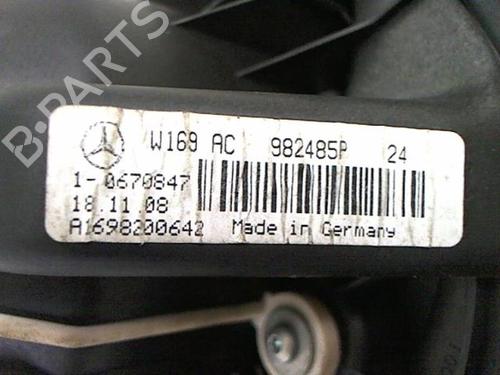 B-PARTS
W169 AC 982485P 24
1-0670847
18.11.08
A1698200642 Made in Germany